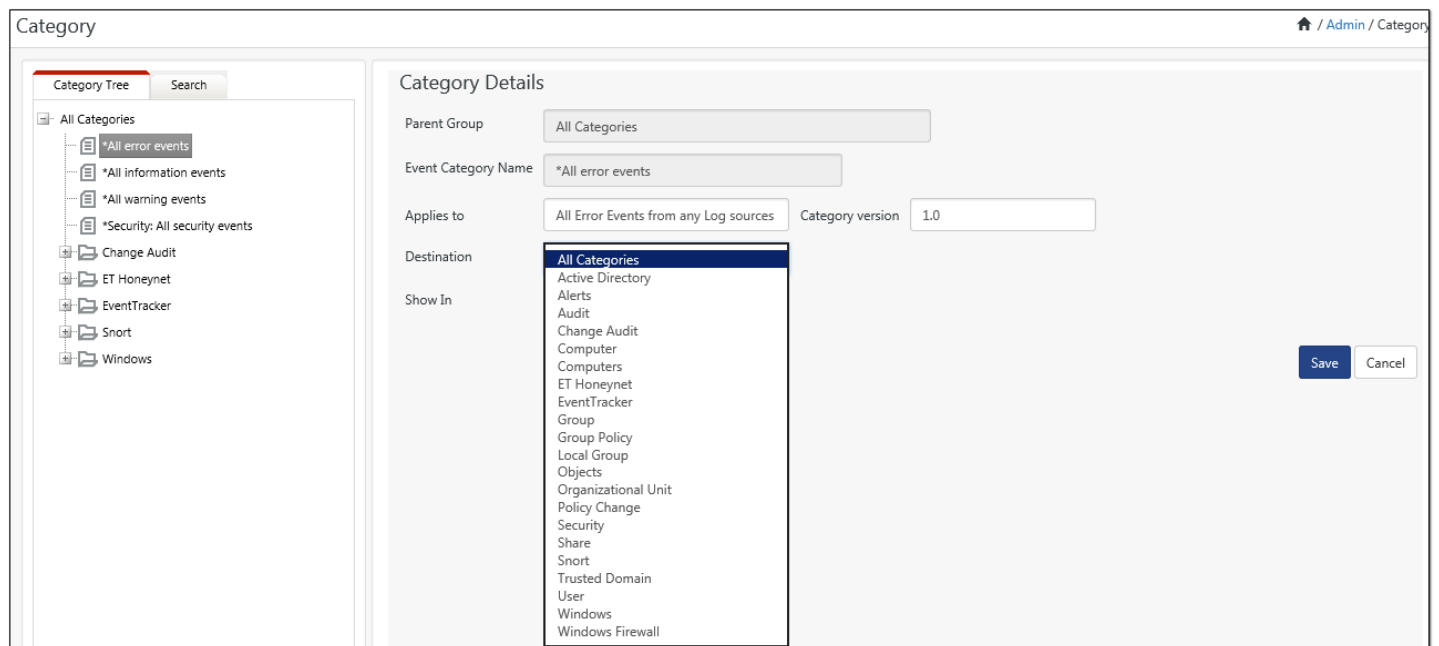 Category
/ Admin / Category
Category Tree
Search
All Categories
*All error events
*All information events
*All warning events
*Security: All security events
Change Audit
ET Honeynet
EventTracker
Snort
Windows
Category Details
Parent Group
All Categories
Event Category Name
*All error events
Applies to
All Error Events from any Log sources
Category version
1.0
Destination
All Categories
Active Directory
Alerts
Audit
Change Audit
Computer
Computers
ET Honeynet
EventTracker
Group
Group Policy
Local Group
Objects
Organizational Unit
Policy Change
Security
Share
Snort
Trusted Domain
User
Windows
Windows Firewall
Show In
Save
Cancel